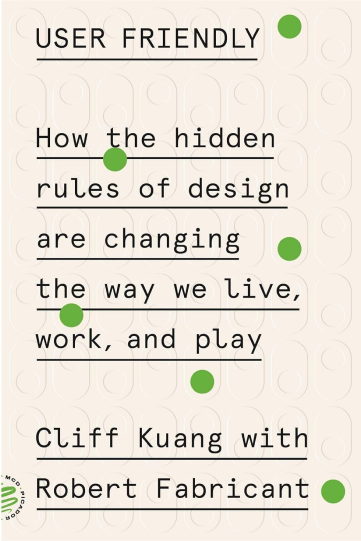 USER FRIENDLY
How the hidden
rules of design
are changing
the way we live,
work, and play
Cliff Kuang with
Robert Fabricant
MCD·PICADOR